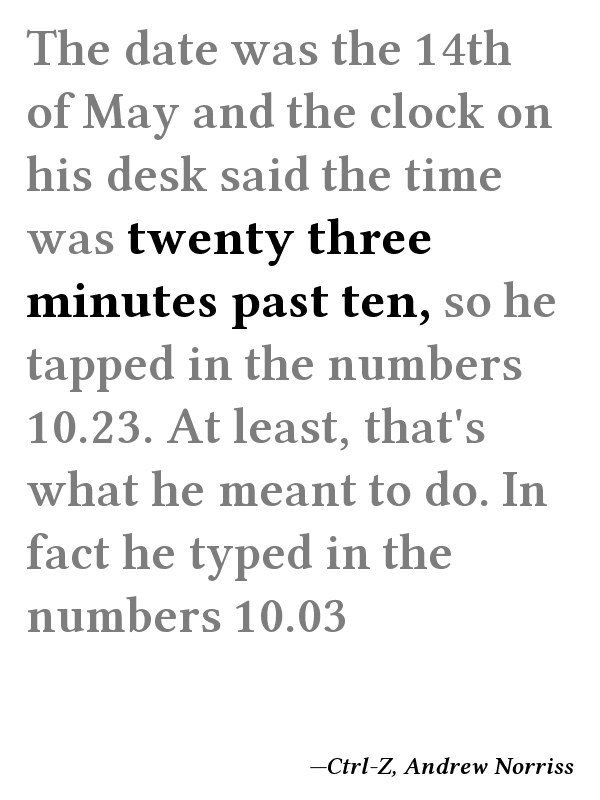 The date was the 14th
of May and the clock on
his desk said the time
was twenty three
minutes past ten, so he
tapped in the numbers
10.23. At least, that's
what he meant to do. In
fact he typed in the
numbers 10.03
—Ctrl-Z, Andrew Norriss